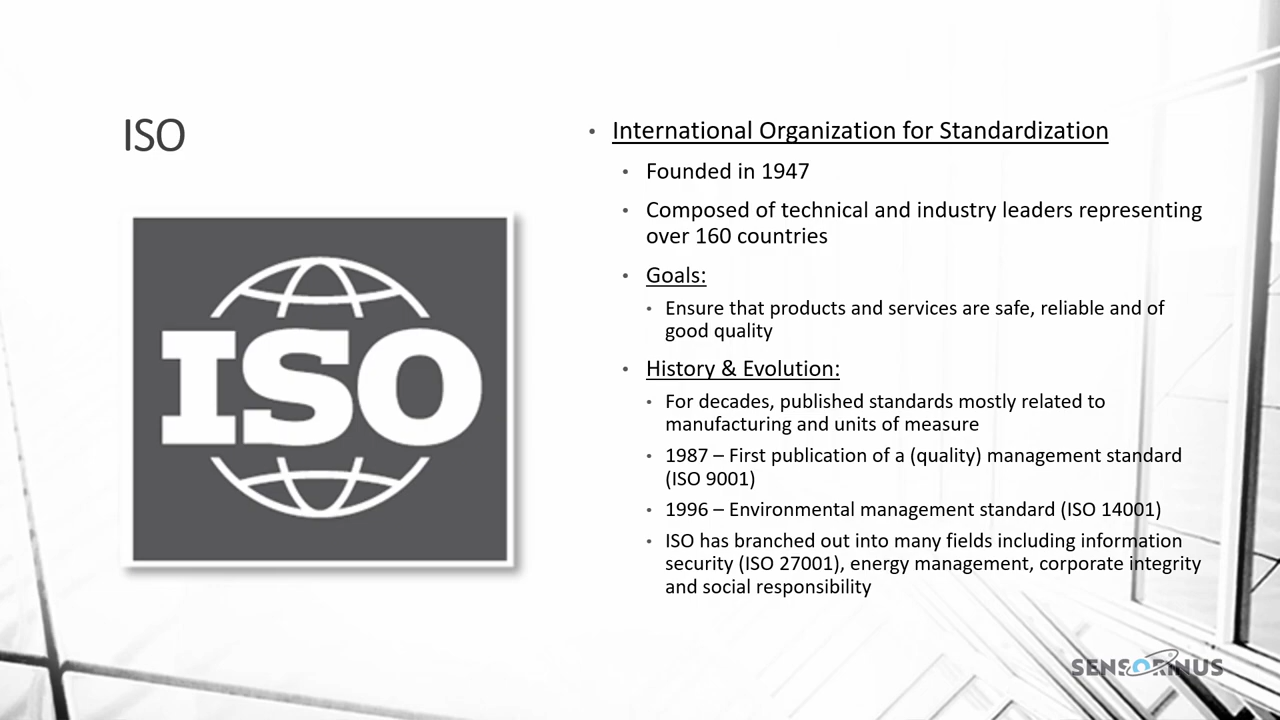 ISO
ISO
• International Organization for Standardization
• Founded in 1947
• Composed of technical and industry leaders representing
over 160 countries
• Goals:
• Ensure that products and services are safe, reliable and of
good quality
• History & Evolution:
• For decades, published standards mostly related to
manufacturing and units of measure
• 1987 – First publication of a (quality) management standard
(ISO 9001)
• 1996 – Environmental management standard (ISO 14001)
• ISO has branched out into many fields including information
security (ISO 27001), energy management, corporate integrity
and social responsibility
SENSORINUS